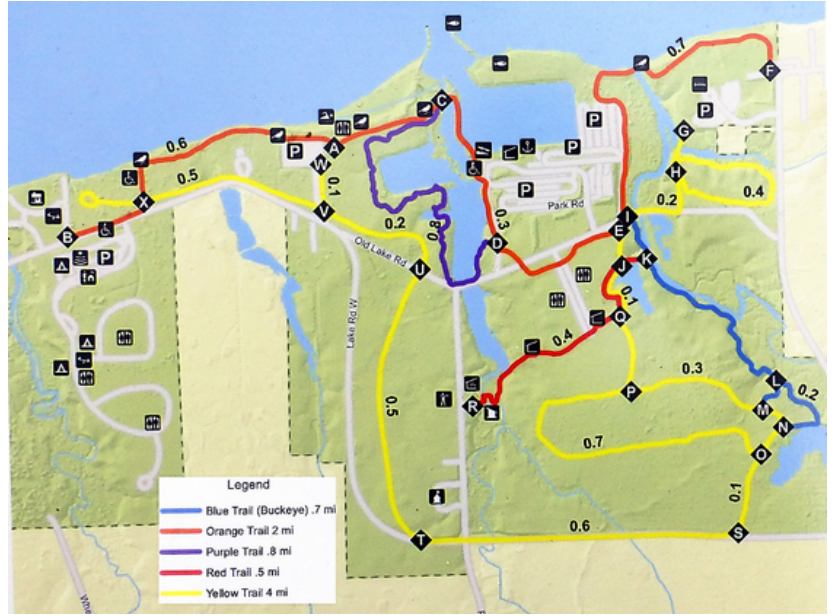 0.7
F
C
P
G
0.6
P
A
W
P
P
H
0.4
0.5
X
0.1
P
0.2
V
0.2
0.8
Park Rd
I
E
B
0.3
D
P
Old Lake Rd
U
J
K
0.1
Lake Rd W
Q
0.4
0.3
L
0.2
P
R
M
N
0.5
0.7
O
Legend
0.1
Blue Trail (Buckeye) .7 mi
Orange Trail 2 mi
Purple Trail .8 mi
0.6
S
Red Trail .5 mi
T
Yellow Trail 4 mi